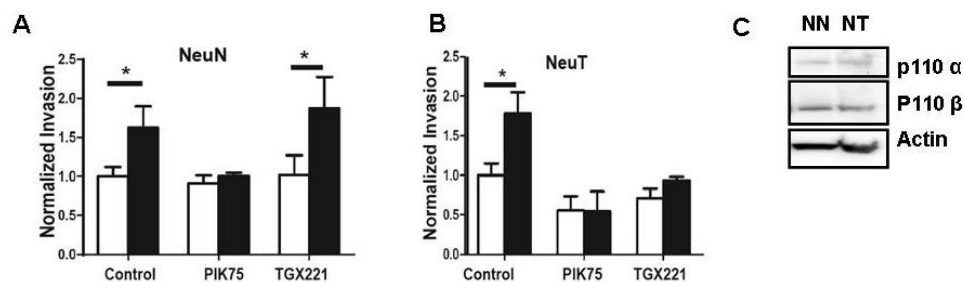 A
NeuN
Normalized Invasion
2.5
2.0
1.5
1.0
0.5
0.0
*
*
Control PIK75 TGX221
B
NeuT
Normalized Invasion
2.5
2.0
1.5
1.0
0.5
0.0
*
Control PIK75 TGX221
C
NN NT
p110 α
P110 β
Actin